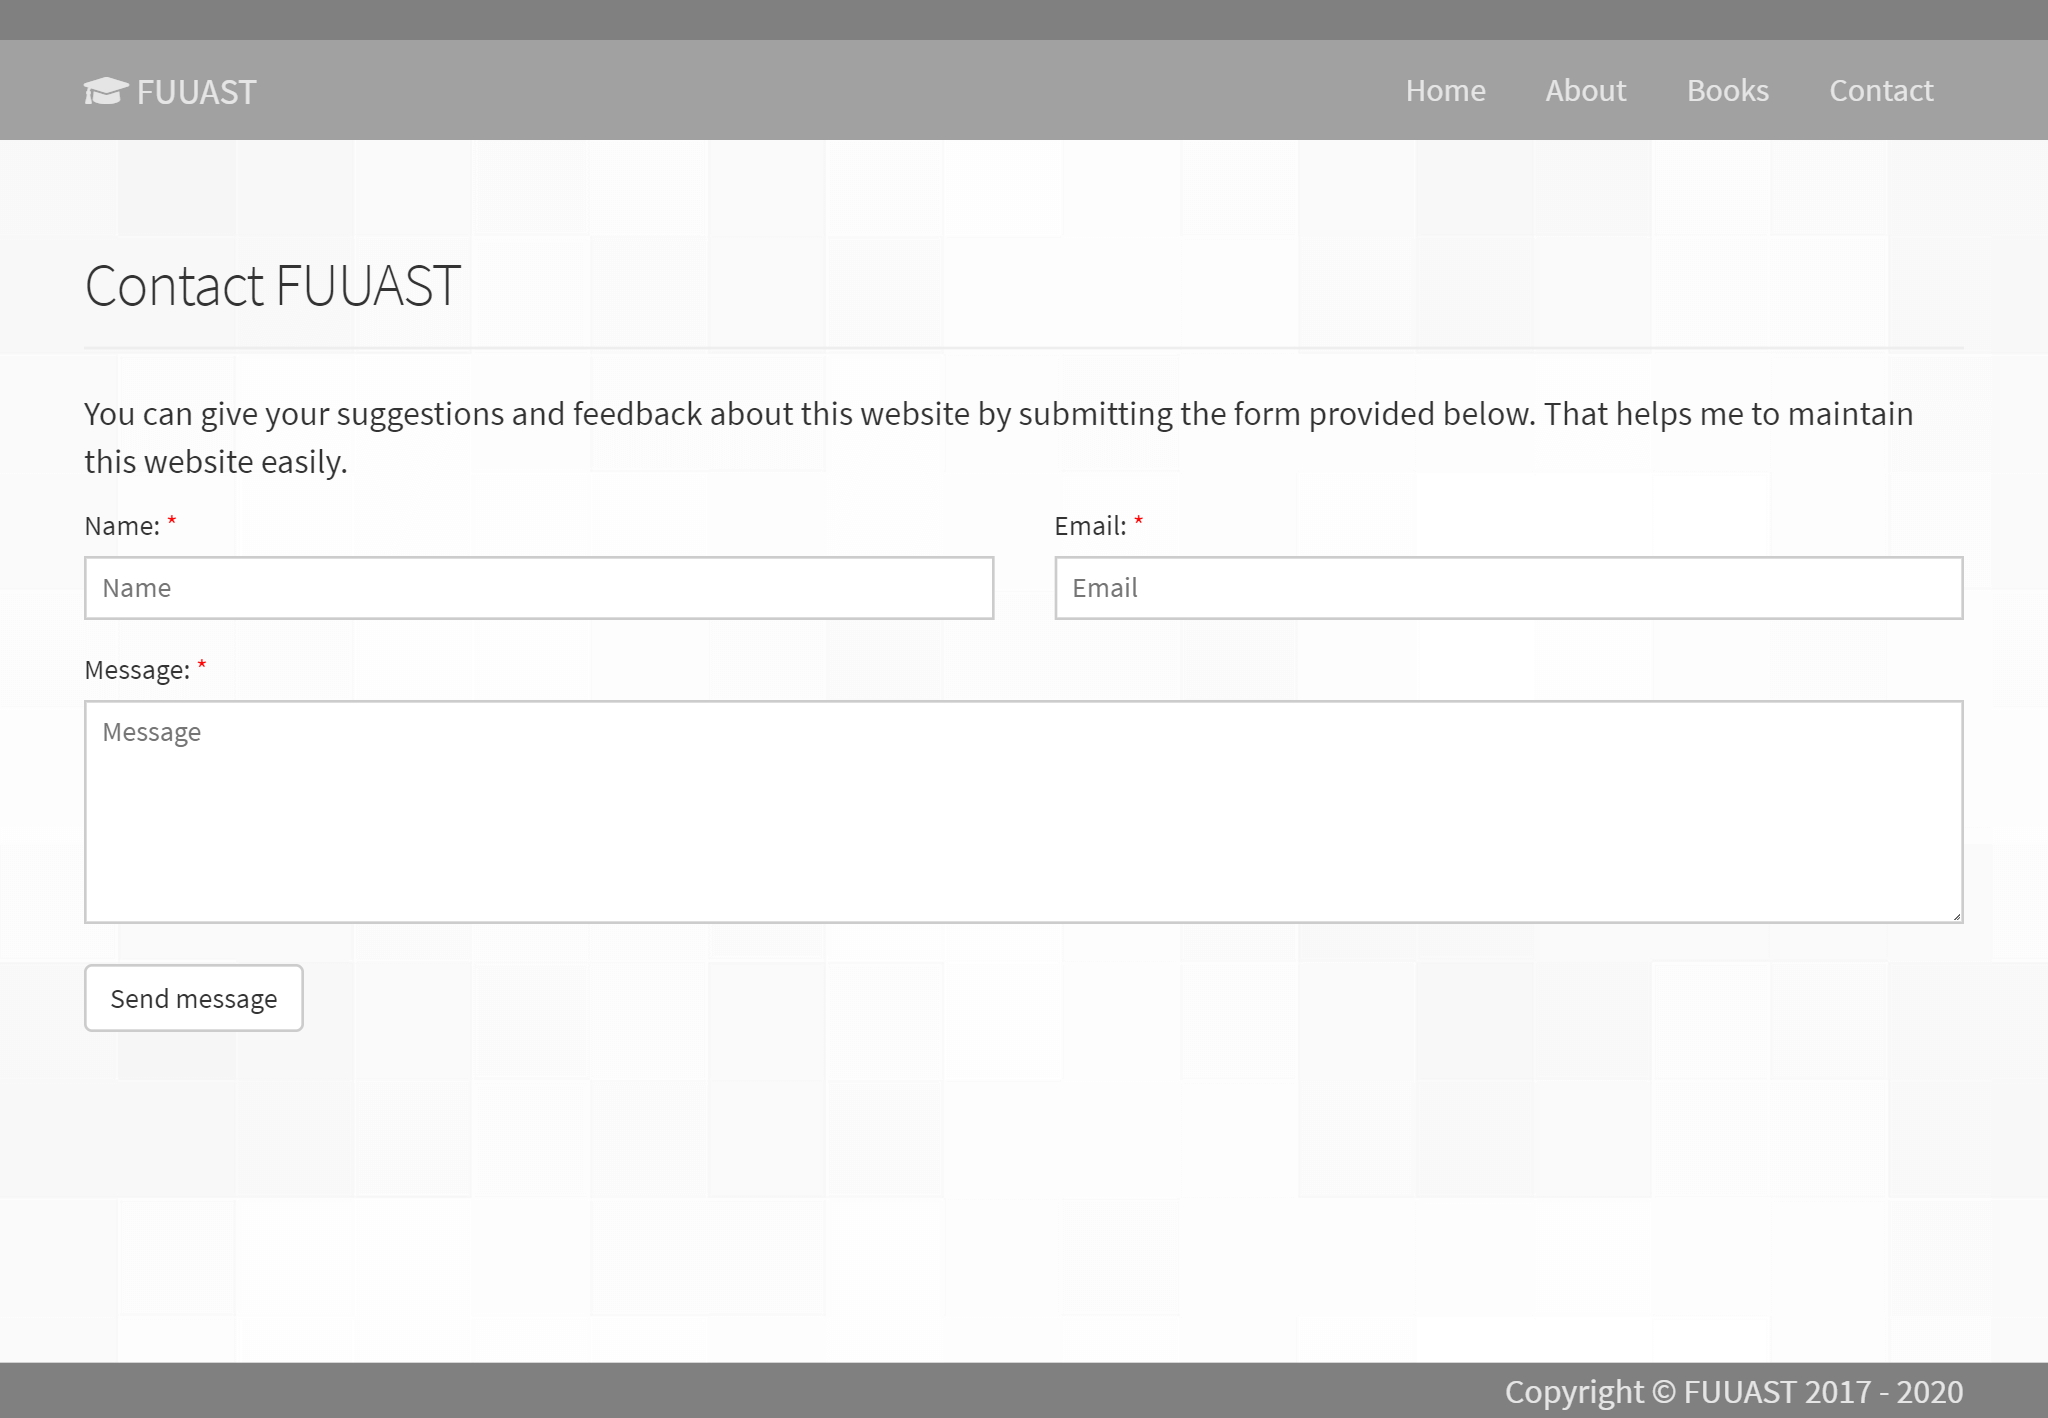 FUUAST
Home About Books Contact
Contact FUUAST
You can give your suggestions and feedback about this website by submitting the form provided below. That helps me to maintain
this website easily.
Name: *
Email: *
Name
Email
Message: *
Message
Send message
Copyright © FUUAST 2017 - 2020